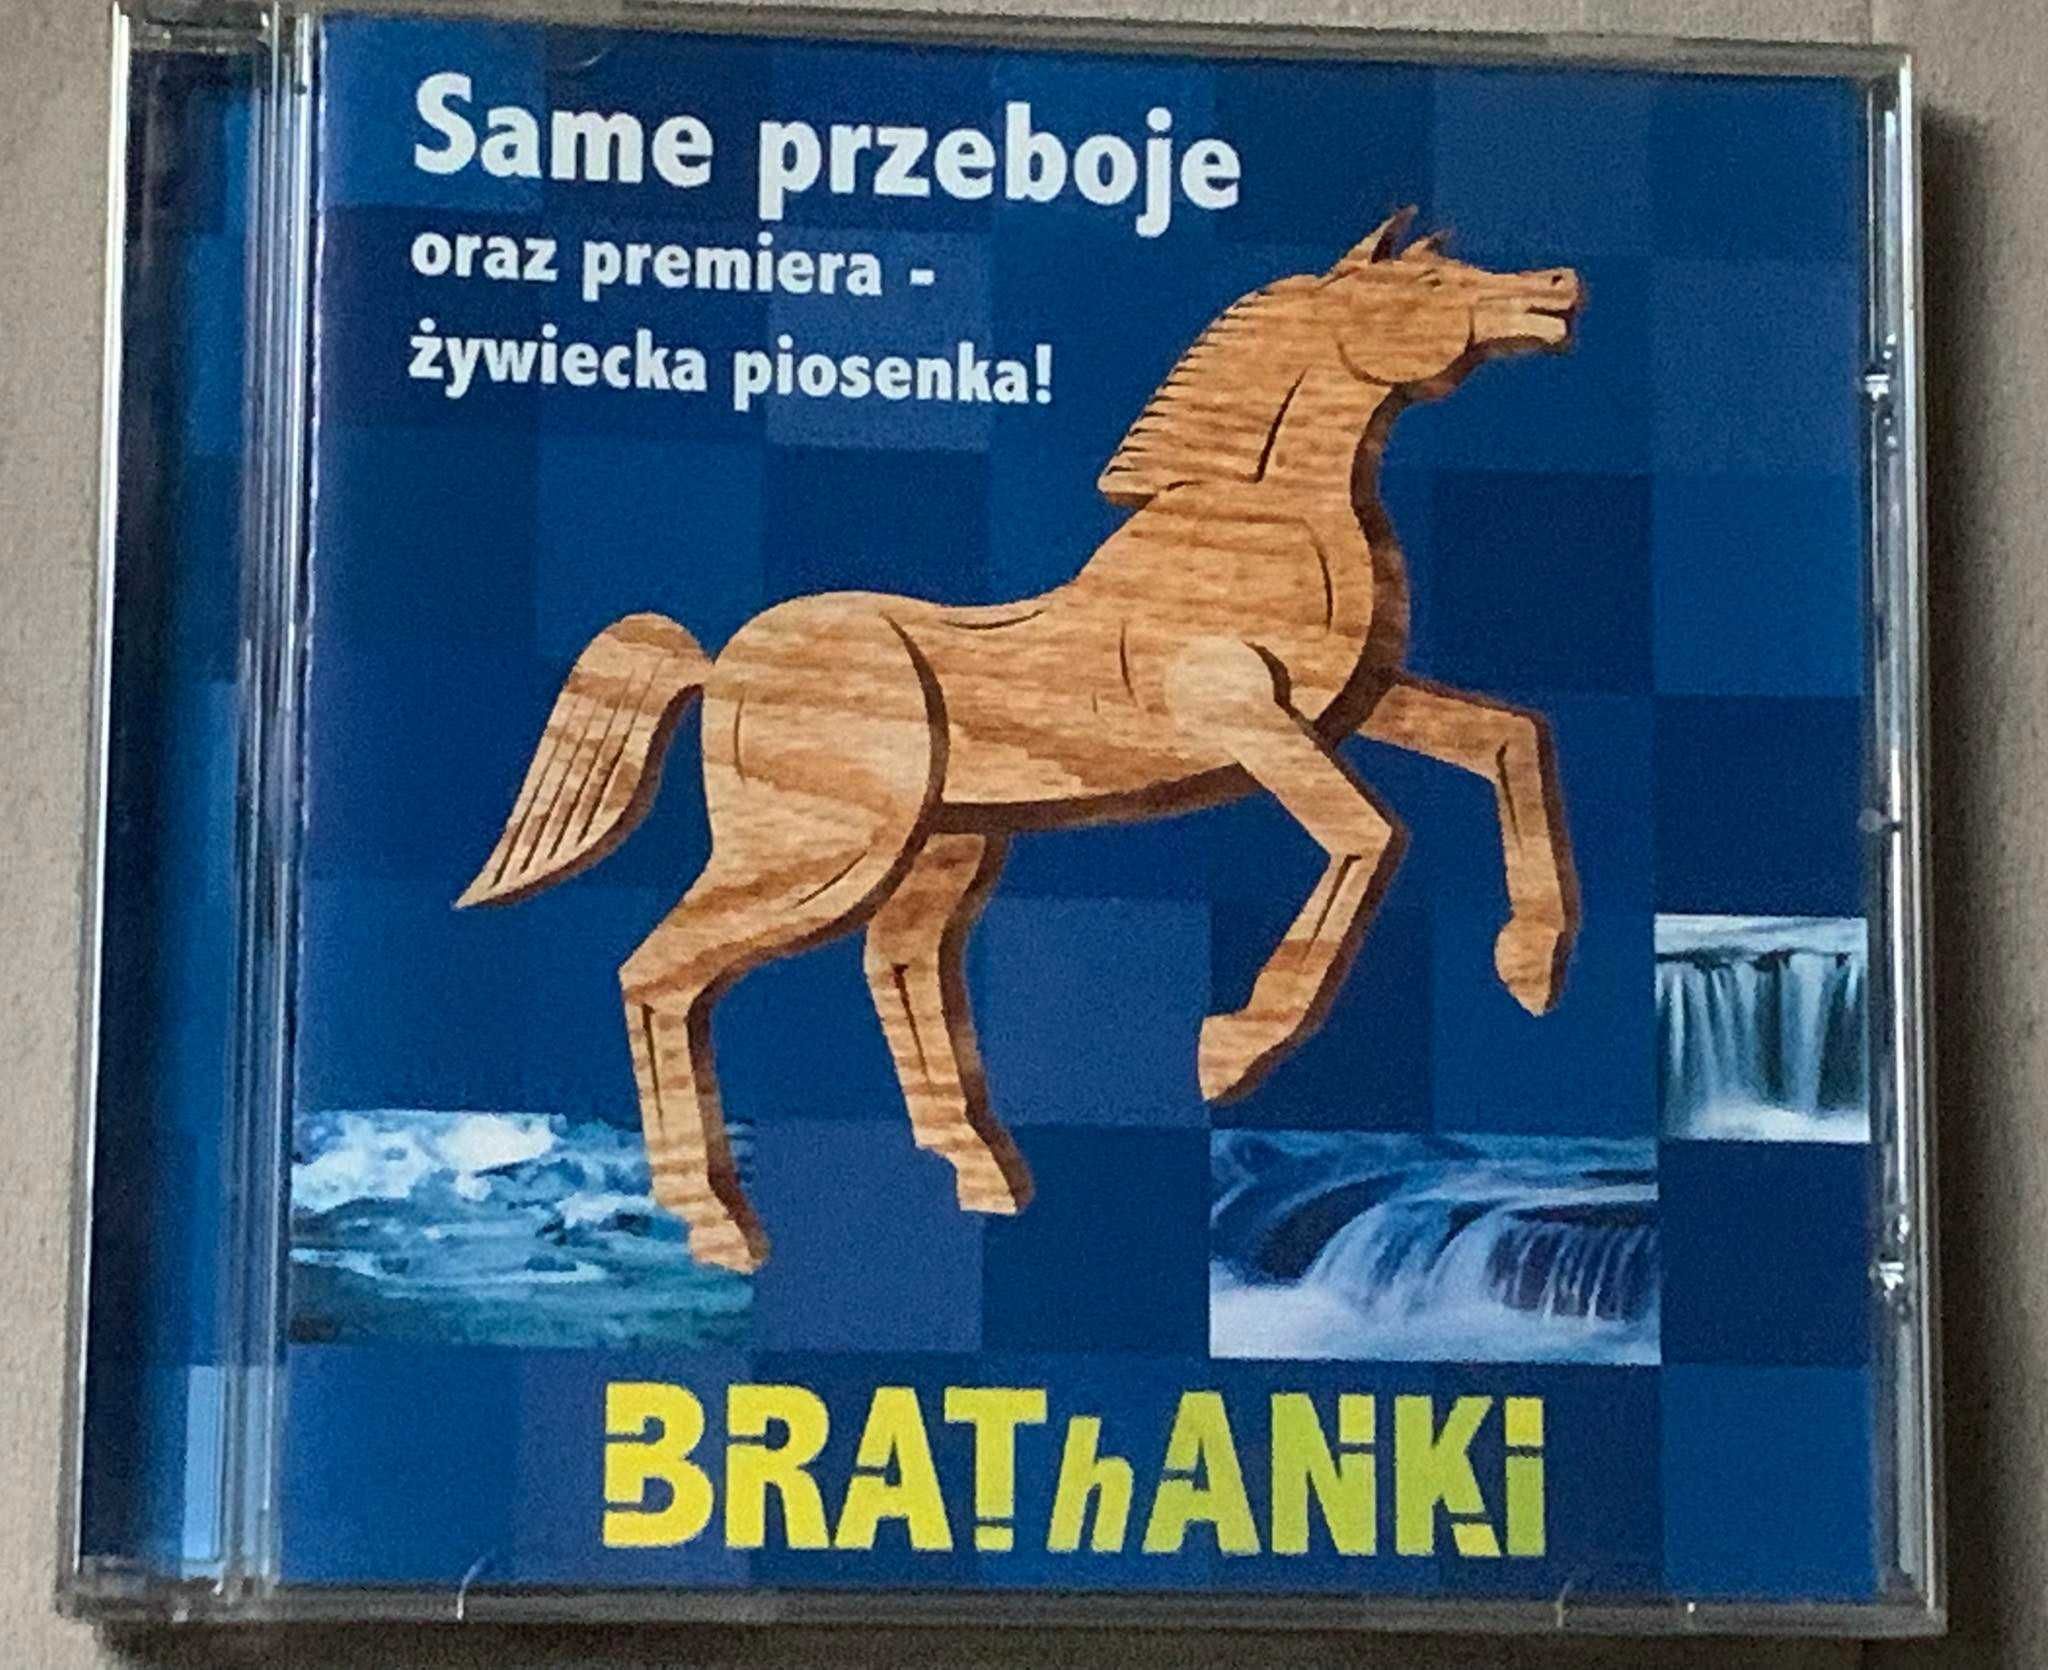 Same przeboje
oraz premiera -
żywiecka piosenka!
BRAThANKi